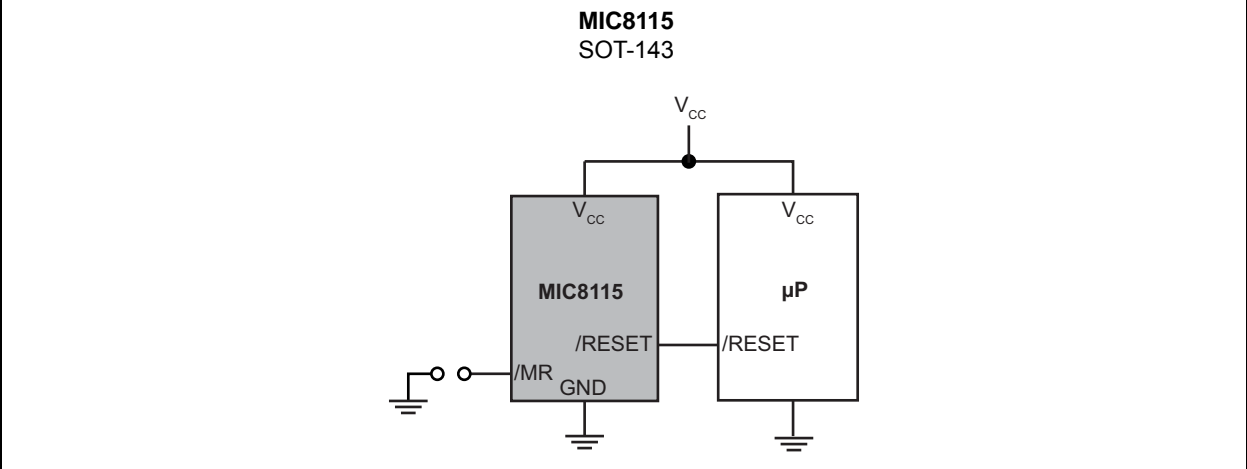 MIC8115
SOT-143
VCC
VCC
VCC
MIC8115
µP
/RESET
/RESET
/MR
GND